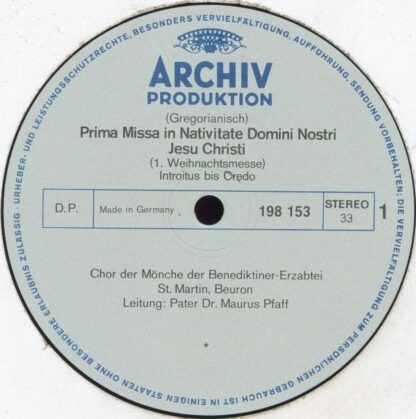 ARCHIV
PRODUKTION
(Gregorianisch)
Prima Missa in Nativitate Domini Nostri
Jesu Christi
(1. Weihnachtsmesse)
Introitus bis Credo
D.P.
Made in Germany
198 153
STEREO
33
1
Chor der Mönche der Benediktiner-Erzabtei
St. Martin, Beuron
Leitung: Pater Dr. Maurus Pfaff
*
URHEBER- UND LEISTUNGSSCHUTZRECHTE, BESONDERS VERVIELFÄLTIGUNG, AUFFÜHRUNG, SENDUNG VORBEHALTEN: DIE VERVIELFÄLTIGUNG ZUM PERSÖNLICHEN GEBRAUCH IST IN EINIGEN STAATEN OHNE BESONDERE ERLAUBNIS ZULÄSSIG ·